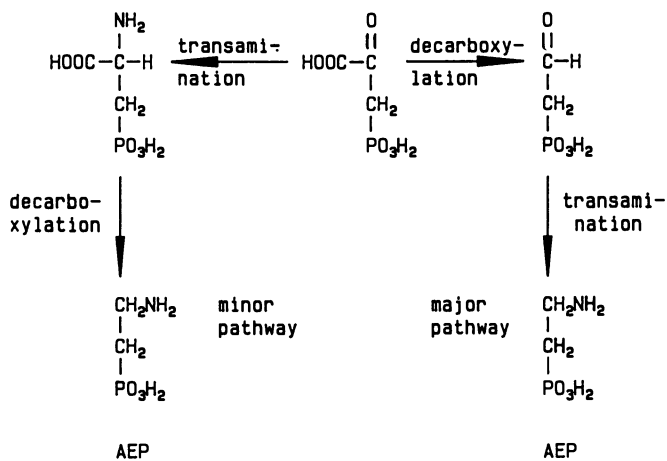 NH₂
transami-
nation
HOOC-C-H
CH₂
PO₃H₂
O
HOOC-C
CH₂
PO₃H₂
decarboxy-
lation
O
C-H
CH₂
PO₃H₂
decarbo-
xylation
transami-
nation
CH₂NH₂
CH₂
PO₃H₂
minor
pathway
major
pathway
CH₂NH₂
CH₂
PO₃H₂
AEP
AEP